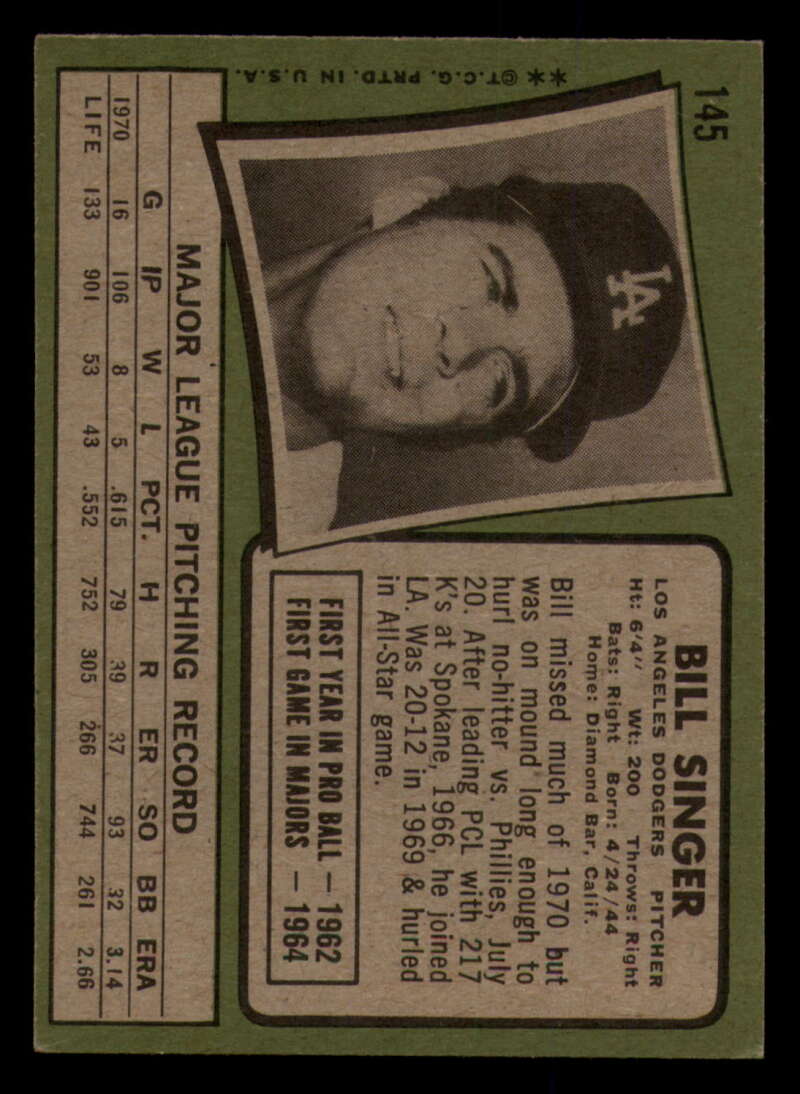 145
BILL SINGER
LOS ANGELES DODGERS PITCHER
Ht: 6'4" Wt: 200 Throws: Right
Bats: Right Born: 4/24/44
Home: Diamond Bar, Calif.
Bill missed much of 1970 but
was on mound long enough to
hurl no-hitter vs. Phillies, July
20. After leading PCL with 217
K's at Spokane, 1966, he joined
LA. Was 20-12 in 1969 & hurled
in All-Star game.
FIRST YEAR IN PRO BALL — 1962
FIRST GAME IN MAJORS — 1964
LA
**©T.C.G. PRTD. IN U.S.A.
MAJOR LEAGUE PITCHING RECORD
G IP W L PCT. H R ER SO BB ERA
1970 16 106 8 5 .615 79 39 37 93 32 3.14
LIFE 133 901 53 43 .552 752 305 266 744 261 2.66